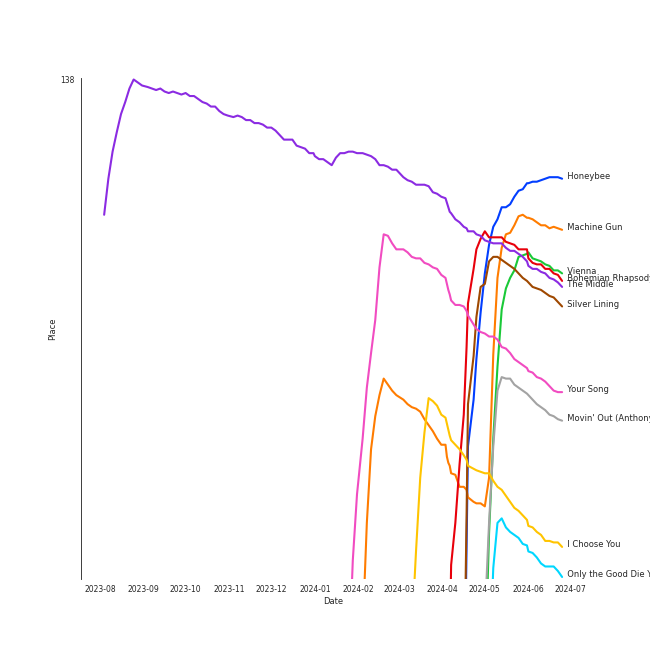 138
Honeybee
Machine Gun
Vienna
Bohemian Rhapsod
The Middle
Silver Lining
Your Song
Movin' Out (Anthony
I Choose You
Only the Good Die Y
Place
2023-08 2023-09 2023-10 2023-11 2023-12 2024-01 2024-02 2024-03 2024-04 2024-05 2024-06 2024-07
Date